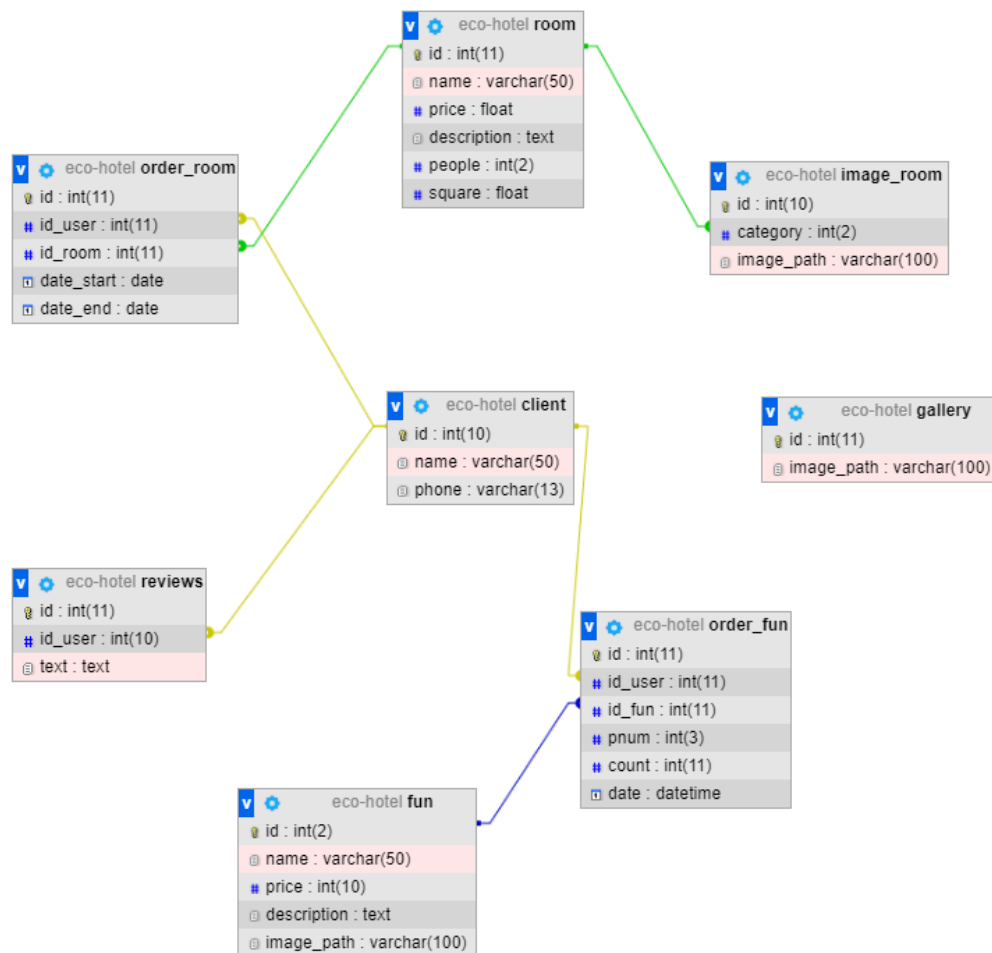 v eco-hotel room
id : int(11)
name : varchar(50)
price : float
description : text
people : int(2)
square : float
v eco-hotel order_room
id : int(11)
id_user : int(11)
id_room : int(11)
date_start : date
date_end : date
v eco-hotel image_room
id : int(10)
category : int(2)
image_path : varchar(100)
v eco-hotel client
id : int(10)
name : varchar(50)
phone : varchar(13)
v eco-hotel gallery
id : int(11)
image_path : varchar(100)
v eco-hotel reviews
id : int(11)
id_user : int(10)
text : text
v eco-hotel order_fun
id : int(11)
id_user : int(11)
id_fun : int(11)
pnum : int(3)
count : int(11)
date : datetime
v eco-hotel fun
id : int(2)
name : varchar(50)
price : int(10)
description : text
image_path : varchar(100)